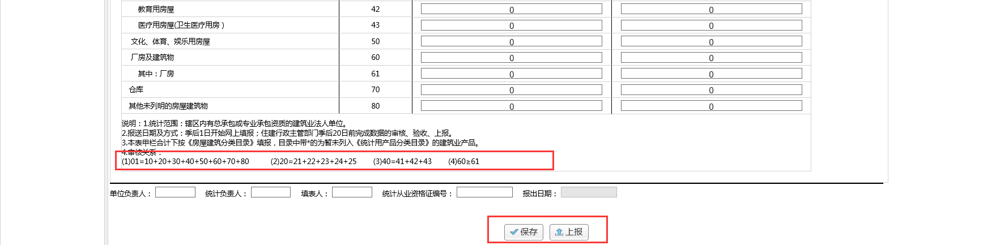 教育用房屋 42 0 0
医疗用房屋(卫生医疗用房） 43 0 0
文化、体育、娱乐用房屋 50 0 0
厂房及建筑物 60 0 0
其中：厂房 61 0 0
仓库 70 0 0
其他未列明的房屋建筑物 80 0 0
说明：1.统计范围：辖区内有总承包或专业承包资质的建筑业法人单位。
2.报送日期及方式：季后1日开始网上填报；住建行政主管部门季后20日前完成数据的审核、验收、上报。
3.本表甲栏合计下按《房屋建筑分类目录》填报，目录中带*的为暂未列入《统计用产品分类目录》的建筑业产品。
4.审核关系：
(1)01=10+20+30+40+50+60+70+80 (2)20=21+22+23+24+25 (3)40=41+42+43 (4)60≥61
单位负责人： 统计负责人： 填表人： 统计从业资格证编号： 报出日期：
保存 上报